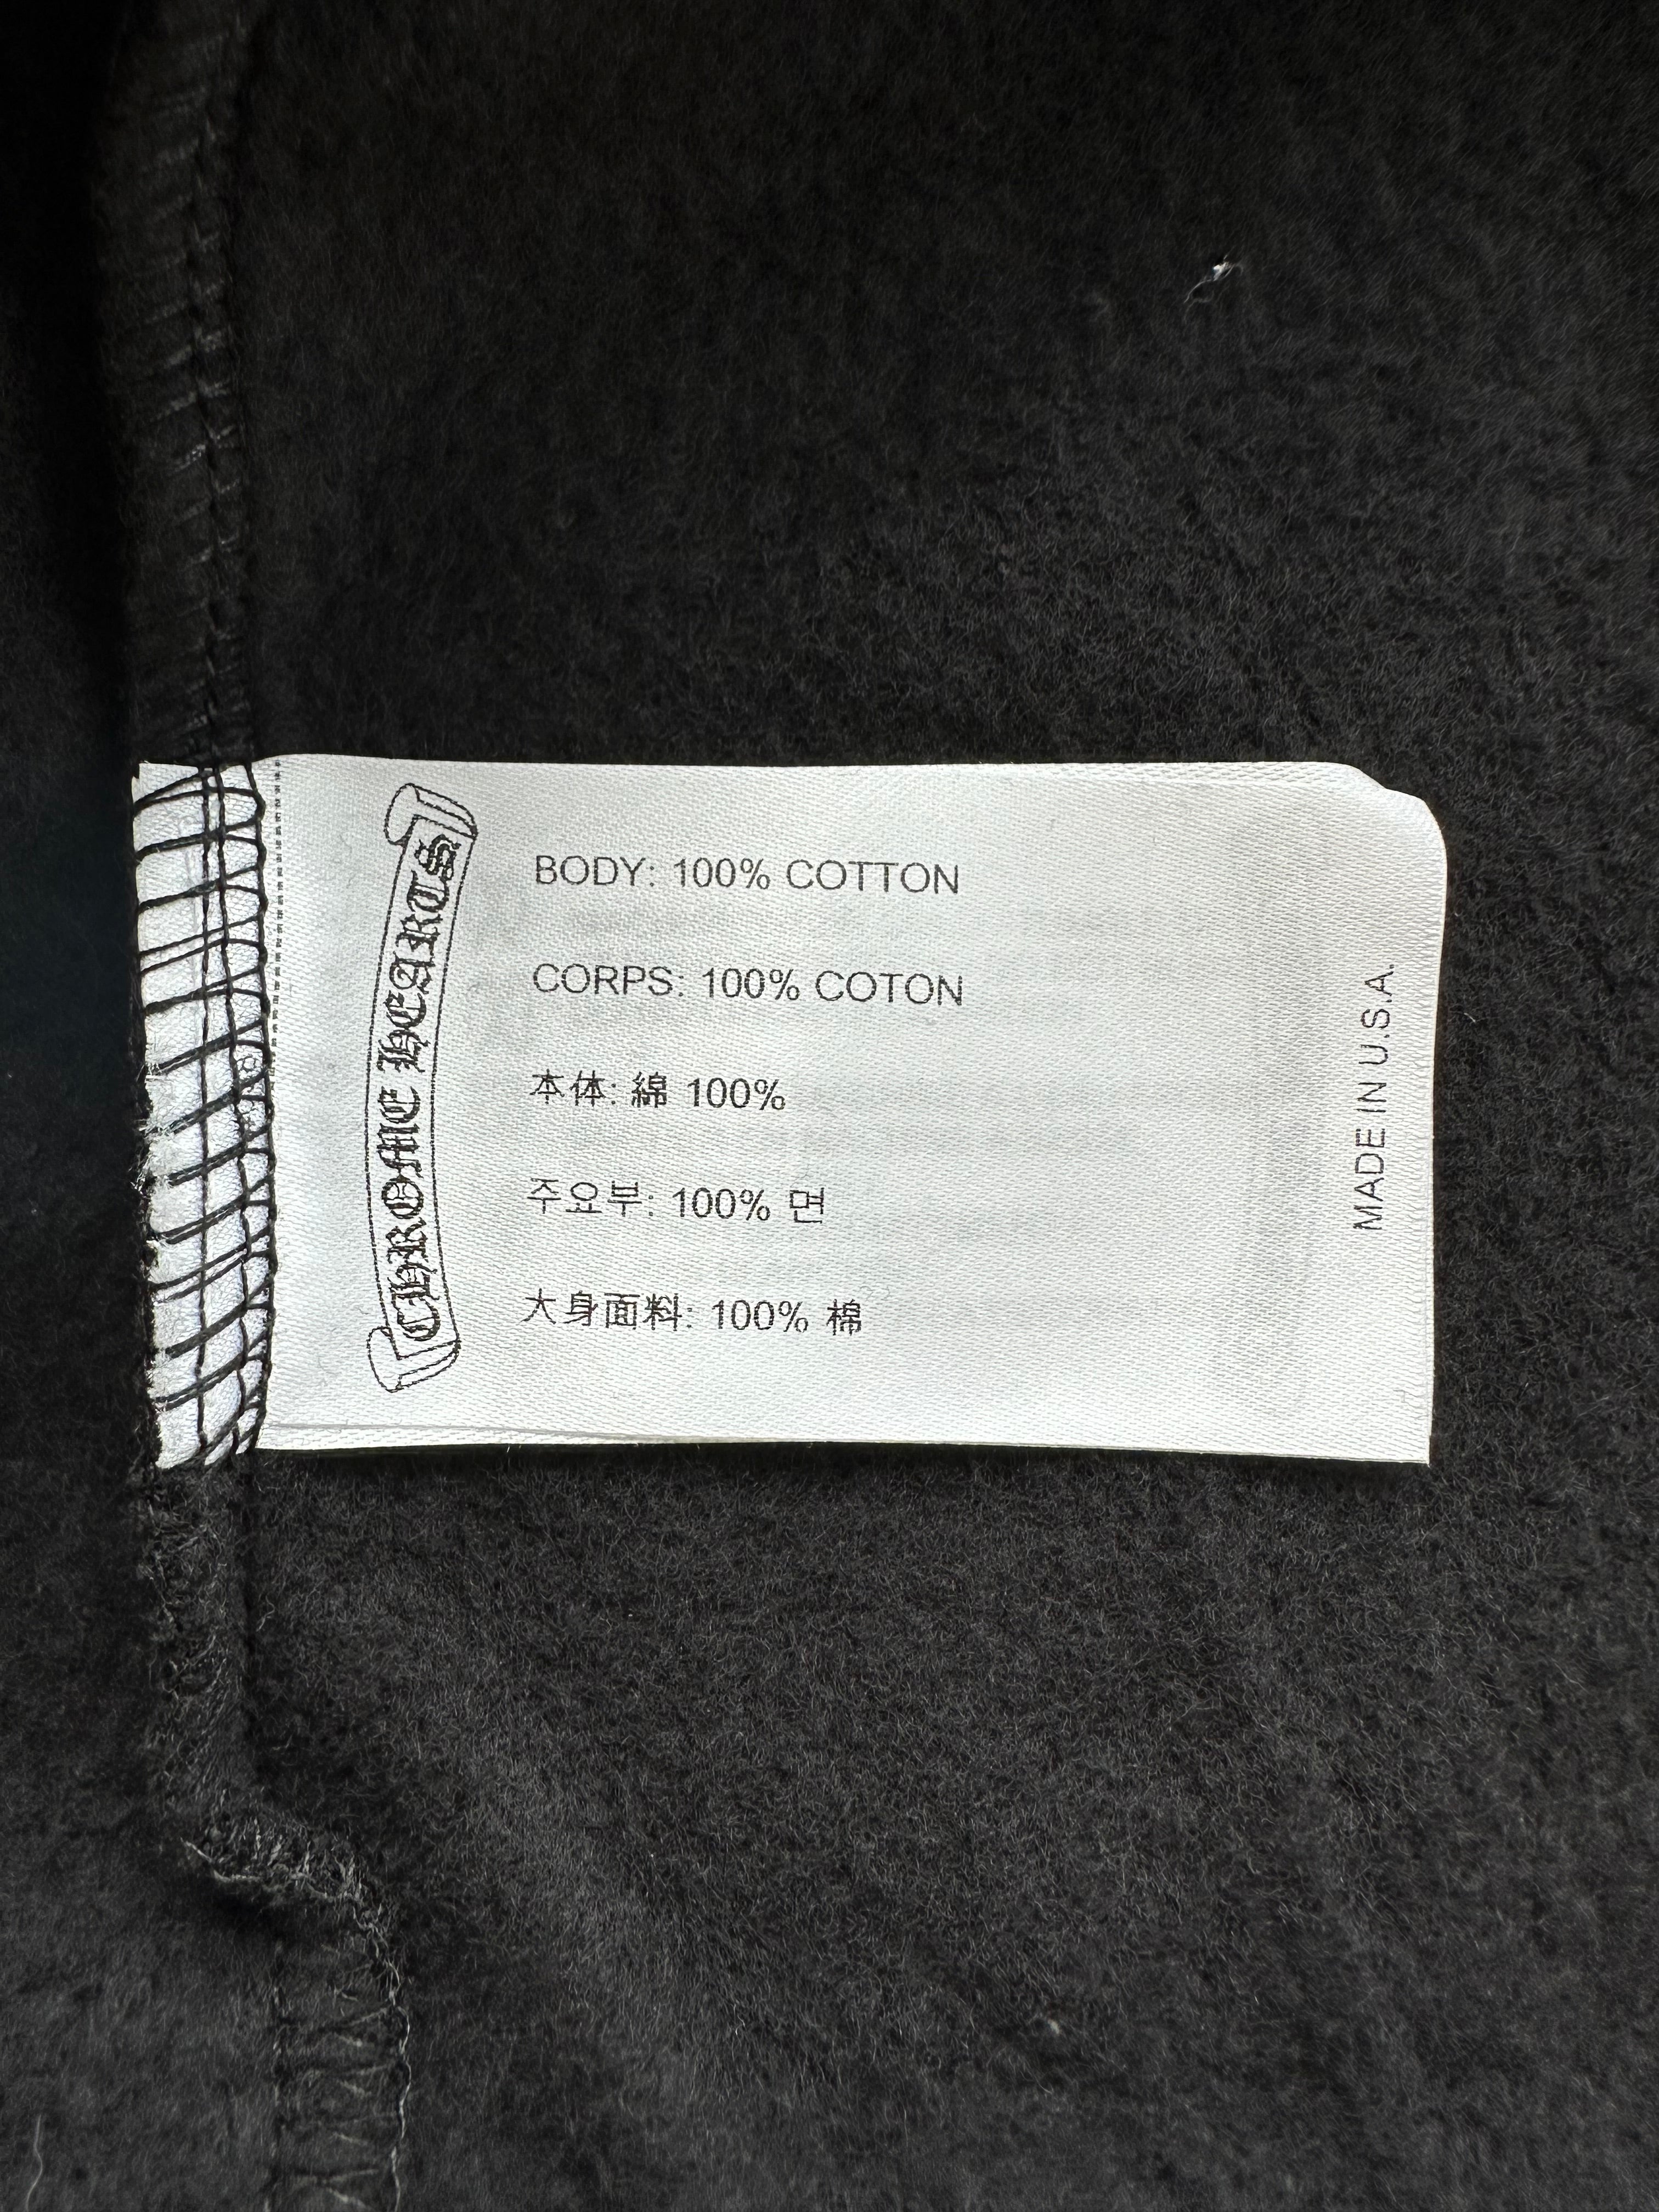 CHROME HEARTS
BODY: 100% COTTON
CORPS: 100% COTON
本体: 綿 100%
주요부: 100% 면
大身面料: 100% 棉
MADE IN U.S.A.